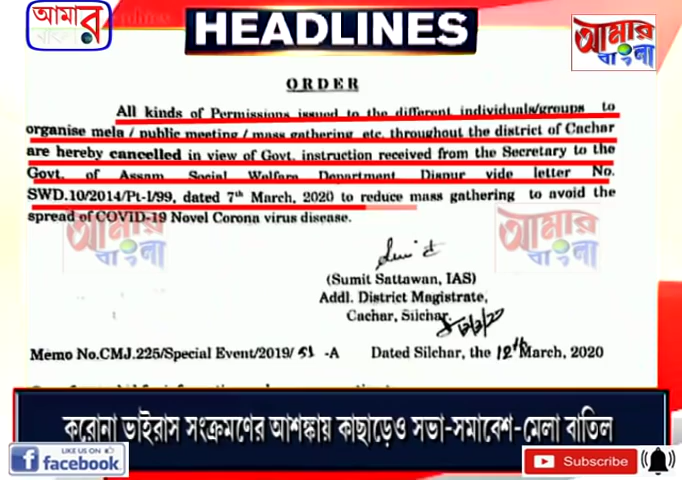 আমার
বাংলা
HEADLINES
আমার
বাংলা
ORDER
All kinds of Permissions issued to the different individuals/groups to
organise mela / public meeting / mass gathering etc. throughout the district of Cachar
are hereby cancelled in view of Govt. instruction received from the Secretary to the
Govt. of Assam Social Welfare Department Dispur vide letter No.
SWD.10/2014/Pt-I/99, dated 7th March, 2020 to reduce mass gathering to avoid the
spread of COVID-19 Novel Corona virus disease.
আমার
বাংলা
আমার
বাংলা
(Sumit Sattawan, IAS)
Addl. District Magistrate,
Cachar, Silchar
12/3/20
Memo No.CMJ.225/Special Event/2019/ 51 -A Dated Silchar, the 12th March, 2020
করোনা ভাইরাস সংক্রমণের আশঙ্কায় কাছাড়েও সভা-সমাবেশ-মেলা বাতিল
LIKE US ON
facebook
Subscribe